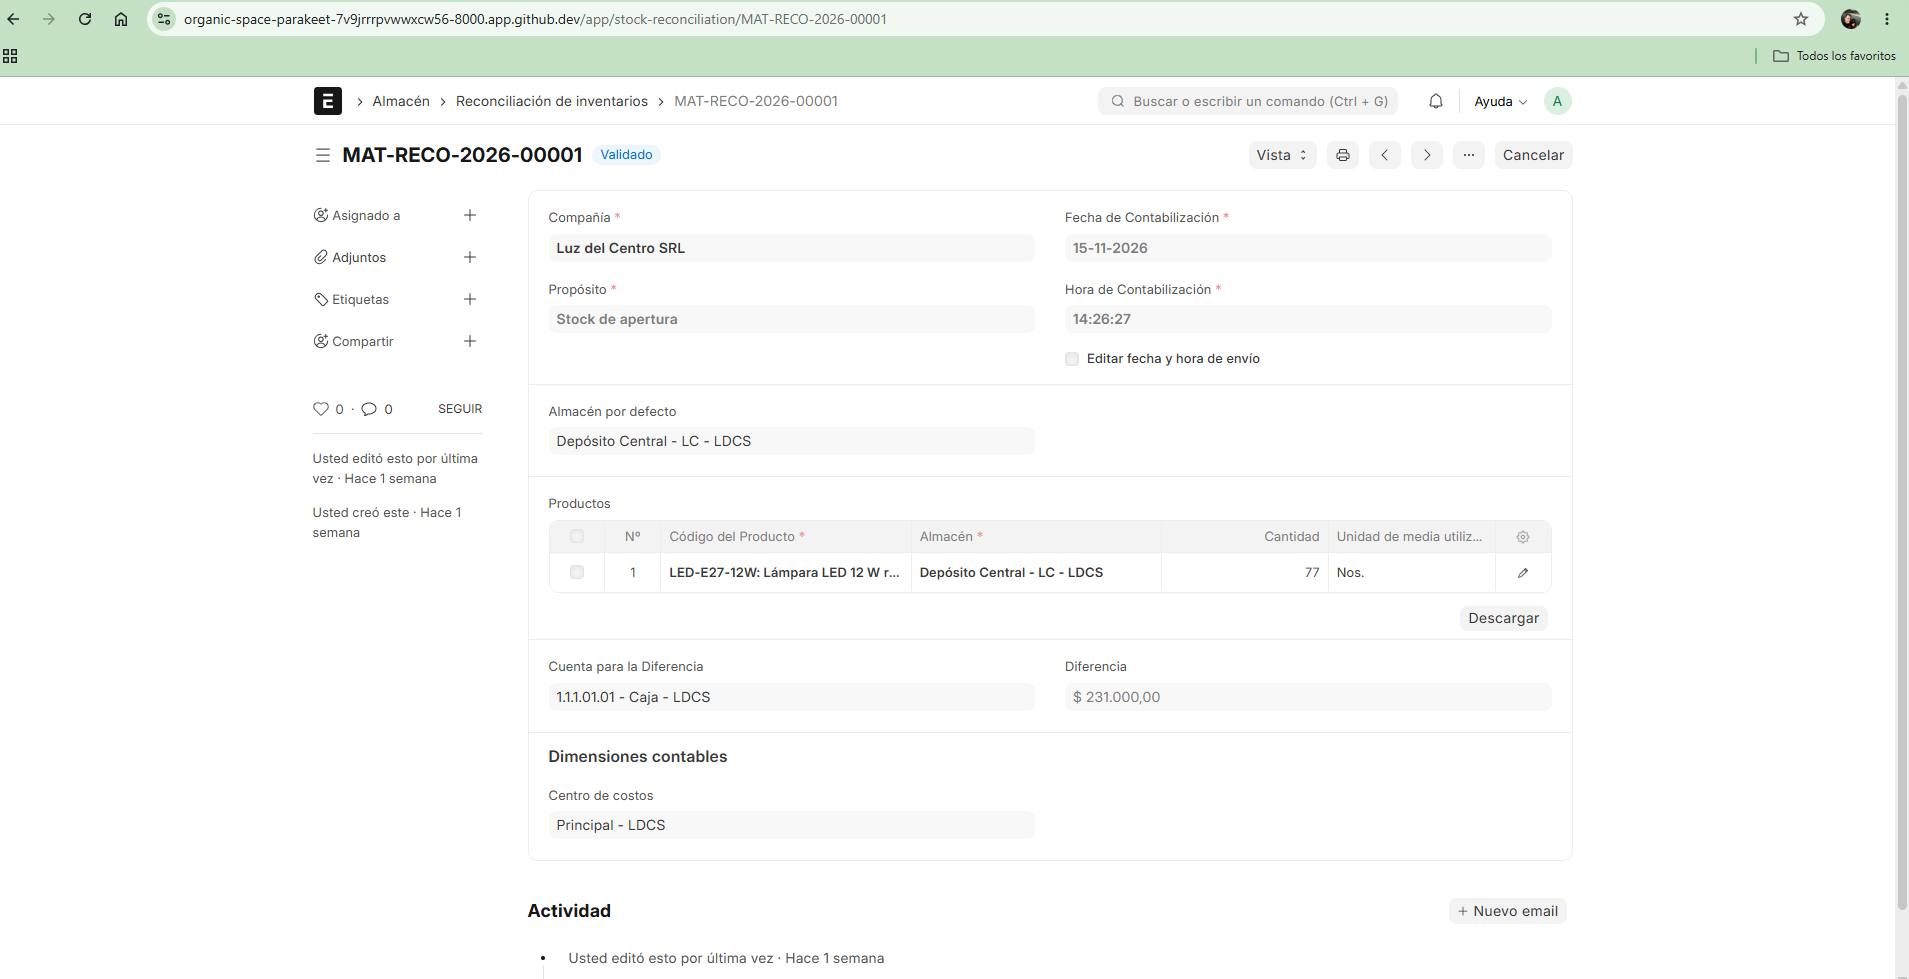 organic-space-parakeet-7v9jrrrpvwwxcw56-8000.app.github.dev/app/stock-reconciliation/MAT-RECO-2026-00001
Todos los favoritos
E
Almacén
Reconciliación de inventarios
MAT-RECO-2026-00001
Buscar o escribir un comando (Ctrl + G)
Ayuda
A
MAT-RECO-2026-00001
Validado
Vista
Cancelar
Asignado a
Adjuntos
Etiquetas
Compartir
0 · 0
SEGUIR
Usted editó esto por última
vez · Hace 1 semana
Usted creó este · Hace 1
semana
Compañía *
Luz del Centro SRL
Fecha de Contabilización *
15-11-2026
Propósito *
Stock de apertura
Hora de Contabilización *
14:26:27
Editar fecha y hora de envío
Almacén por defecto
Depósito Central - LC - LDCS
Productos
Nº Código del Producto * Almacén * Cantidad Unidad de media utiliz...
1 LED-E27-12W: Lámpara LED 12 W r... Depósito Central - LC - LDCS 77 Nos.
Descargar
Cuenta para la Diferencia
1.1.1.01.01 - Caja - LDCS
Diferencia
$ 231.000,00
Dimensiones contables
Centro de costos
Principal - LDCS
Actividad
+ Nuevo email
Usted editó esto por última vez · Hace 1 semana